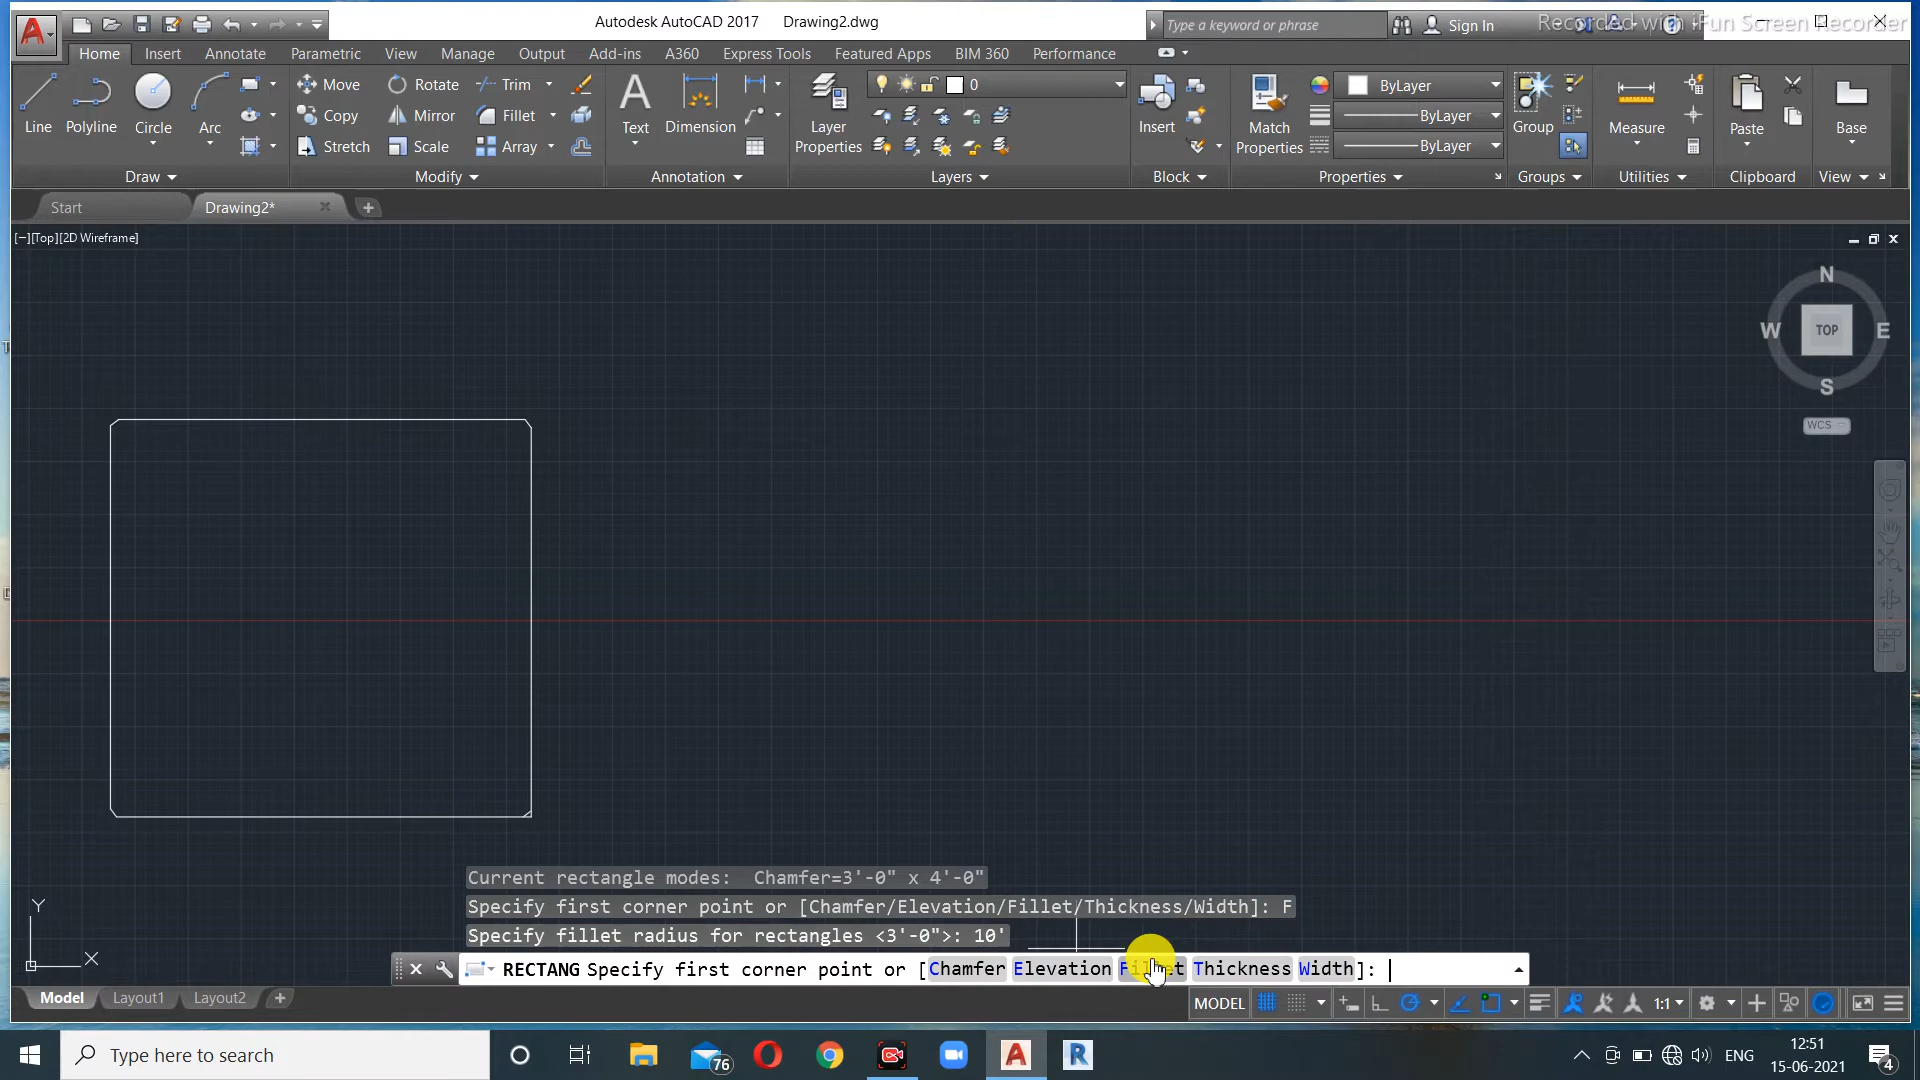 Autodesk AutoCAD 2017 Drawing2.dwg
Type a keyword or phrase
Sign In
Recorded with iFun Screen Recorder
Home Insert Annotate Parametric View Manage Output Add-ins A360 Express Tools Featured Apps BIM 360 Performance
Line Polyline Circle Arc
Move Rotate Trim
Copy Mirror Fillet
Stretch Scale Array
Text Dimension
Layer Properties
0
Insert
Match Properties
ByLayer
ByLayer
ByLayer
Group
Measure
Paste
Base
Draw Modify Annotation Layers Block Properties Groups Utilities Clipboard View
Start Drawing2*
[−][Top][2D Wireframe]
N
W TOP E
S
WCS
Y
X
Current rectangle modes: Chamfer=3'-0" x 4'-0"
Specify first corner point or [Chamfer/Elevation/Fillet/Thickness/Width]: F
Specify fillet radius for rectangles <3'-0">: 10'
RECTANG Specify first corner point or [Chamfer Elevation Fillet Thickness Width]:
Model Layout1 Layout2
MODEL 1:1
Type here to search
76
ENG
12:51
15-06-2021
4